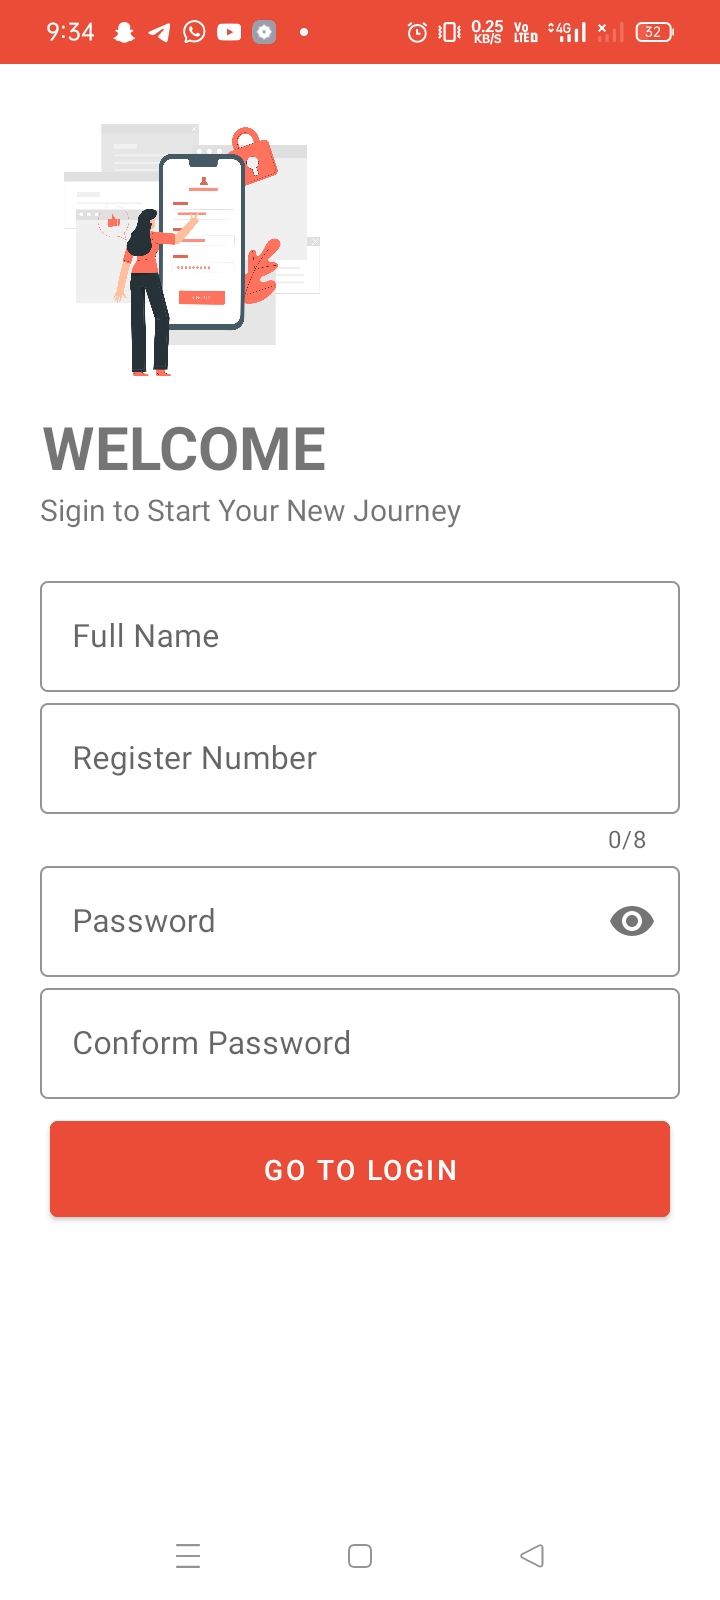 9:34 0.25 KB/S Vo LTED 4G 32
WELCOME
Sigin to Start Your New Journey
Full Name
Register Number
0/8
Password
Conform Password
GO TO LOGIN